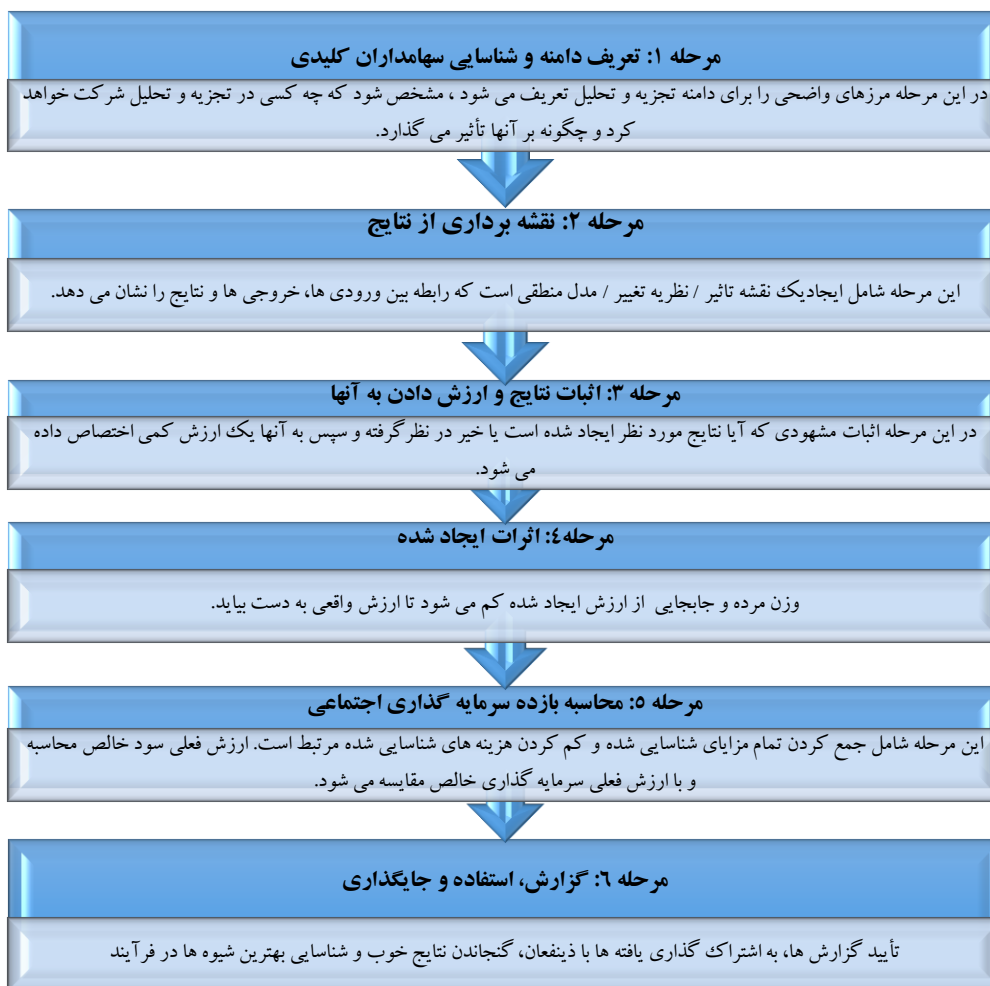 مرحله ۱: تعریف دامنه و شناسایی سهامداران کلیدی
در این مرحله مرزهای واضحی را برای دامنه تجزیه و تحلیل تعریف می شود ، مشخص شود که چه کسی در تجزیه و تحلیل شرکت خواهد
کرد و چگونه بر آنها تأثیر می گذارد.
مرحله ۲: نقشه برداری از نتایج
این مرحله شامل ایجادیک نقشه تاثیر / نظریه تغییر / مدل منطقی است که رابطه بین ورودی ها، خروجی ها و نتایج را نشان می دهد.
مرحله ۳: اثبات نتایج و ارزش دادن به آنها
در این مرحله اثبات مشهودی که آیا نتایج مورد نظر ایجاد شده است یا خیر در نظرگرفته و سپس به آنها یک ارزش کمی اختصاص داده
می شود.
مرحله٤: اثرات ایجاد شده
وزن مرده و جابجایی از ارزش ایجاد شده کم می شود تا ارزش واقعی به دست بیاید.
مرحله ٥: محاسبه بازده سرمایه گذاری اجتماعی
این مرحله شامل جمع کردن تمام مزایای شناسایی شده و کم کردن هزینه های شناسایی شده مرتبط است. ارزش فعلی سود خالص محاسبه
و با ارزش فعلی سرمایه گذاری خالص مقایسه می شود.
مرحله ٦: گزارش، استفاده و جایگذاری
تأیید گزارش ها، به اشتراک گذاری یافته ها با ذینفعان، گنجاندن نتایج خوب و شناسایی بهترین شیوه ها در فرآیند